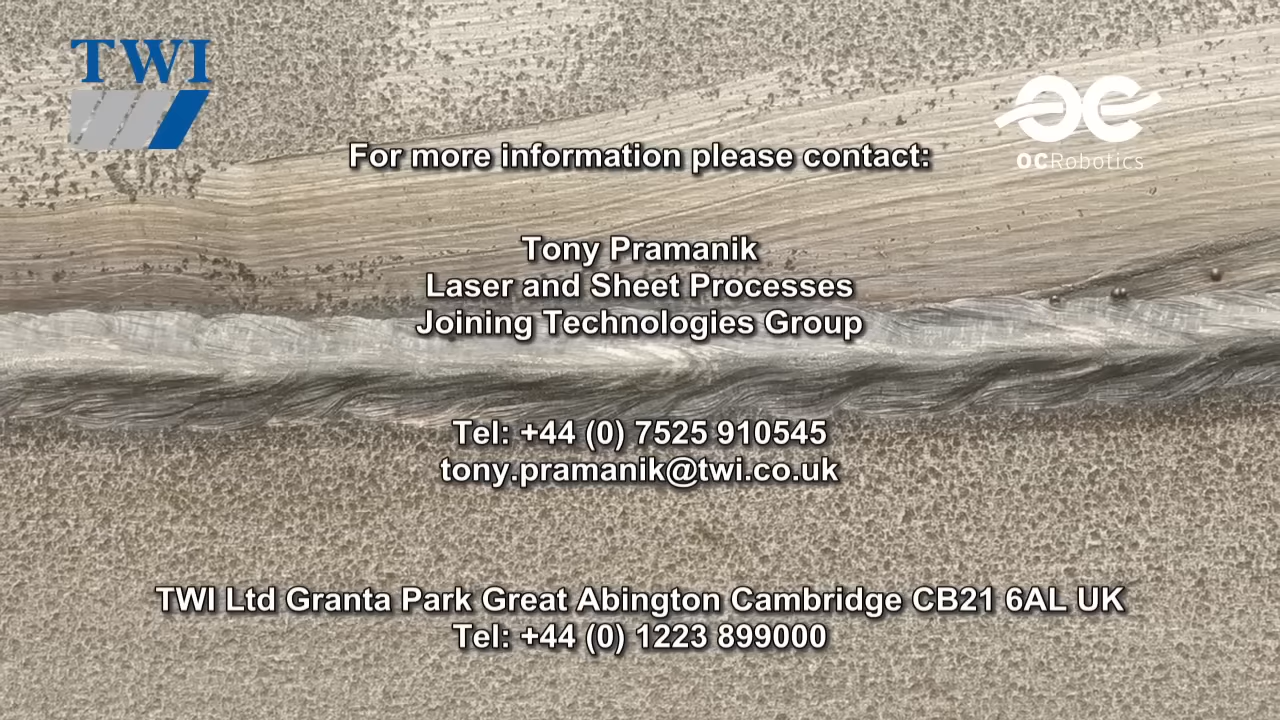 TWI
OCRobotics
For more information please contact:
Tony Pramanik
Laser and Sheet Processes
Joining Technologies Group
Tel: +44 (0) 7525 910545
tony.pramanik@twi.co.uk
TWI Ltd Granta Park Great Abington Cambridge CB21 6AL UK
Tel: +44 (0) 1223 899000